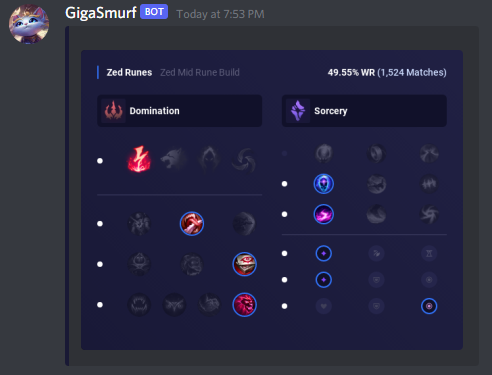 GigaSmurf BOT Today at 7:53 PM
Zed Runes Zed Mid Rune Build 49.55% WR (1,524 Matches)
Domination Sorcery